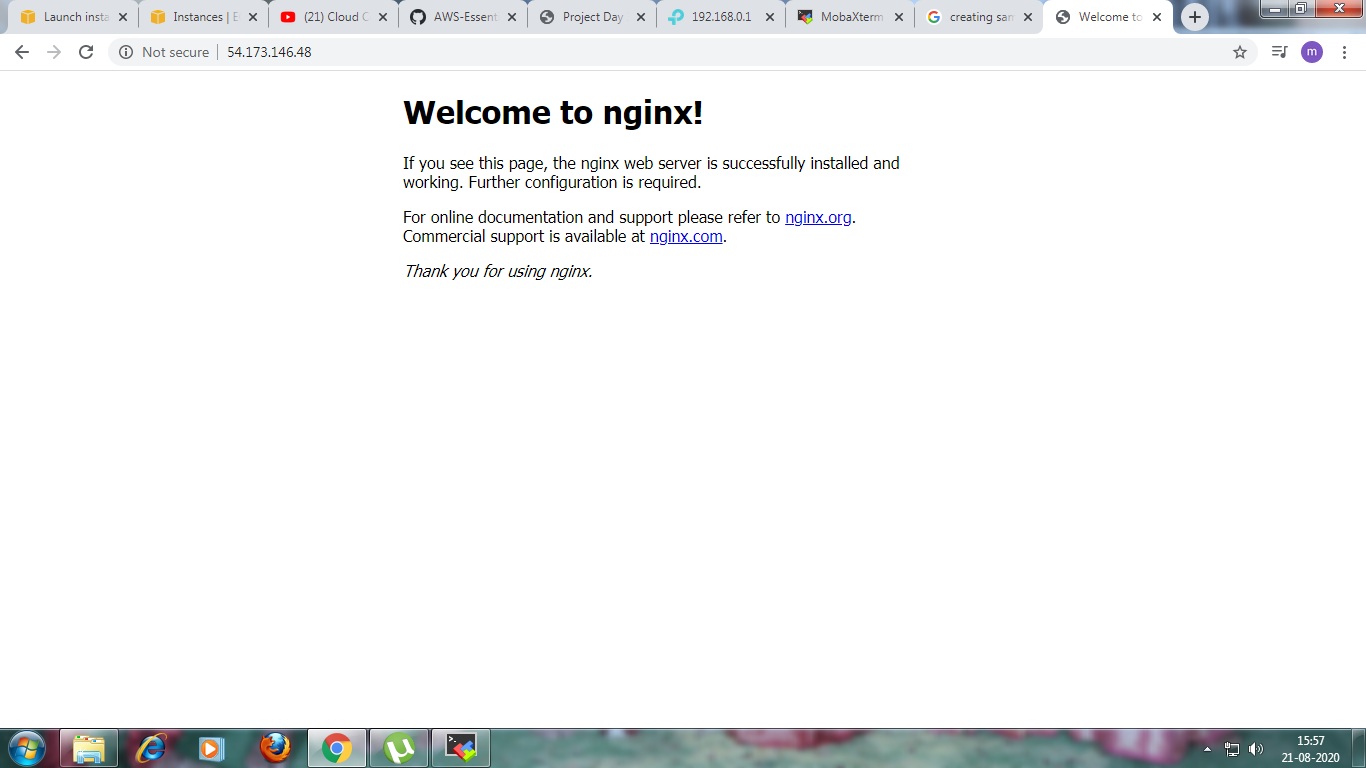 Launch insta
Instances | E
(21) Cloud C
AWS-Essent
Project Day
192.168.0.1
MobaXterm
creating sam
Welcome to
Not secure
54.173.146.48
m
Welcome to nginx!
If you see this page, the nginx web server is successfully installed and
working. Further configuration is required.
For online documentation and support please refer to nginx.org.
Commercial support is available at nginx.com.
Thank you for using nginx.
15:57
21-08-2020